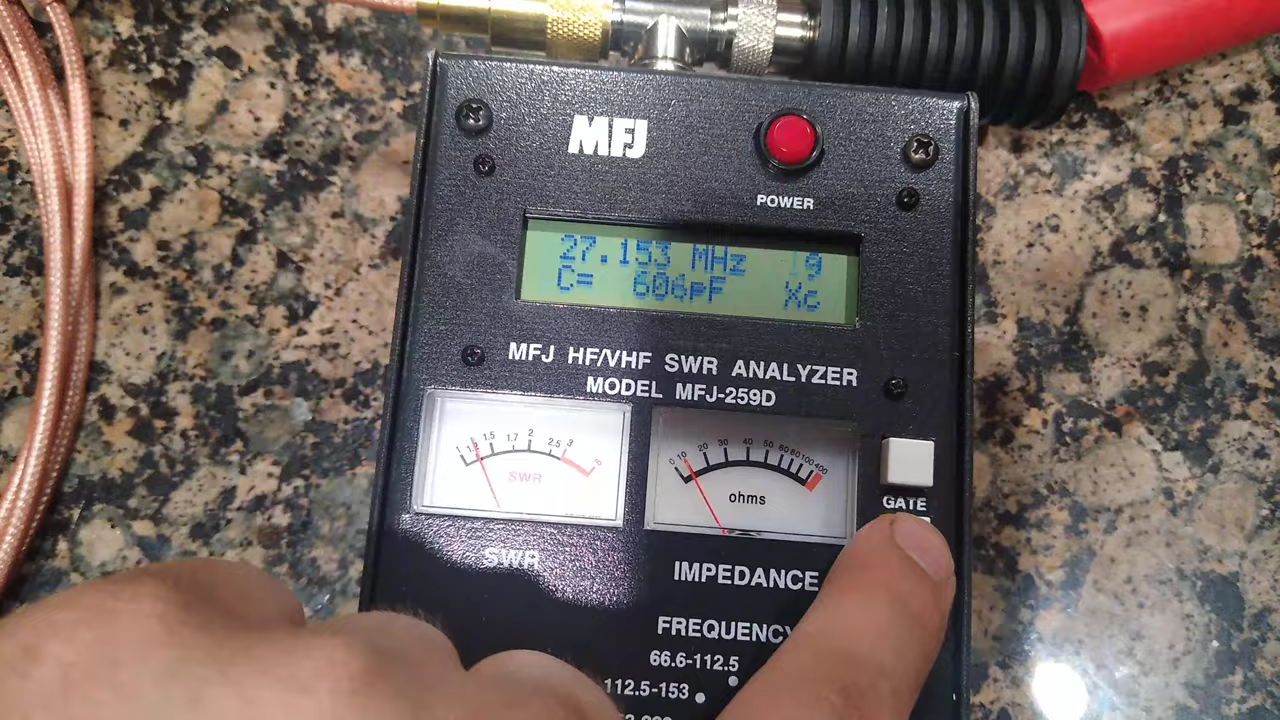 MFJ
POWER
27.153 MHz
C= 606pF Xc
MFJ HF/VHF SWR ANALYZER
MODEL MFJ-259D
1 1.5 1.7 2 2.5 3
SWR
0 10 20 30 40 50 60 80 100 400
ohms
GATE
SWR
IMPEDANCE
FREQUENCY
66.6-112.5
112.5-153